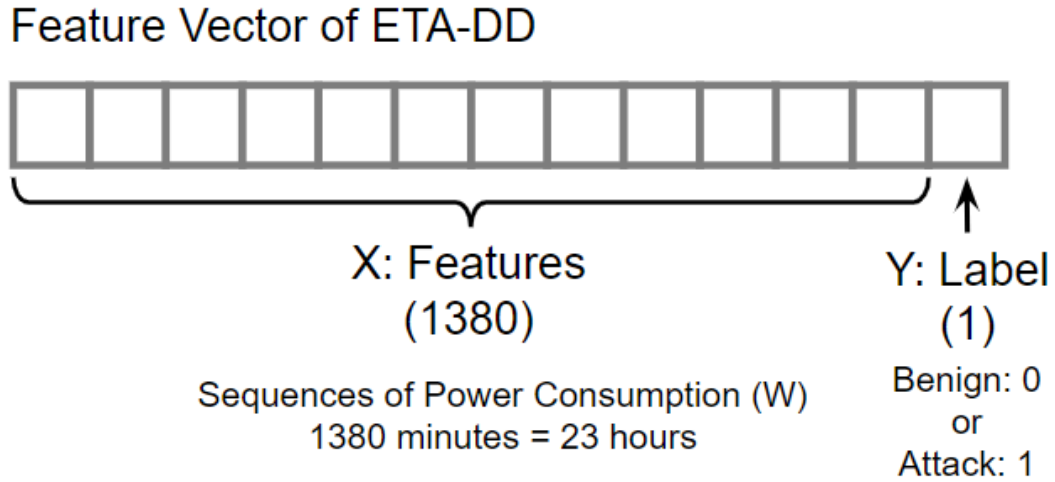 Feature Vector of ETA-DD
X: Features
(1380)
Sequences of Power Consumption (W)
1380 minutes = 23 hours
Y: Label
(1)
Benign: 0
or
Attack: 1